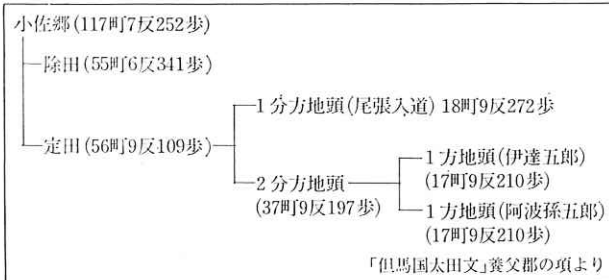 小佐郷(117町7反252歩)
除田(55町6反341歩)
1分方地頭(尾張入道) 18町9反272歩
定田(56町9反109歩)
2分方地頭
(37町9反197歩)
1方地頭(伊達五郎)
(17町9反210歩)
1方地頭(阿波孫五郎)
(17町9反210歩)
「但馬国太田文」養父郡の項より